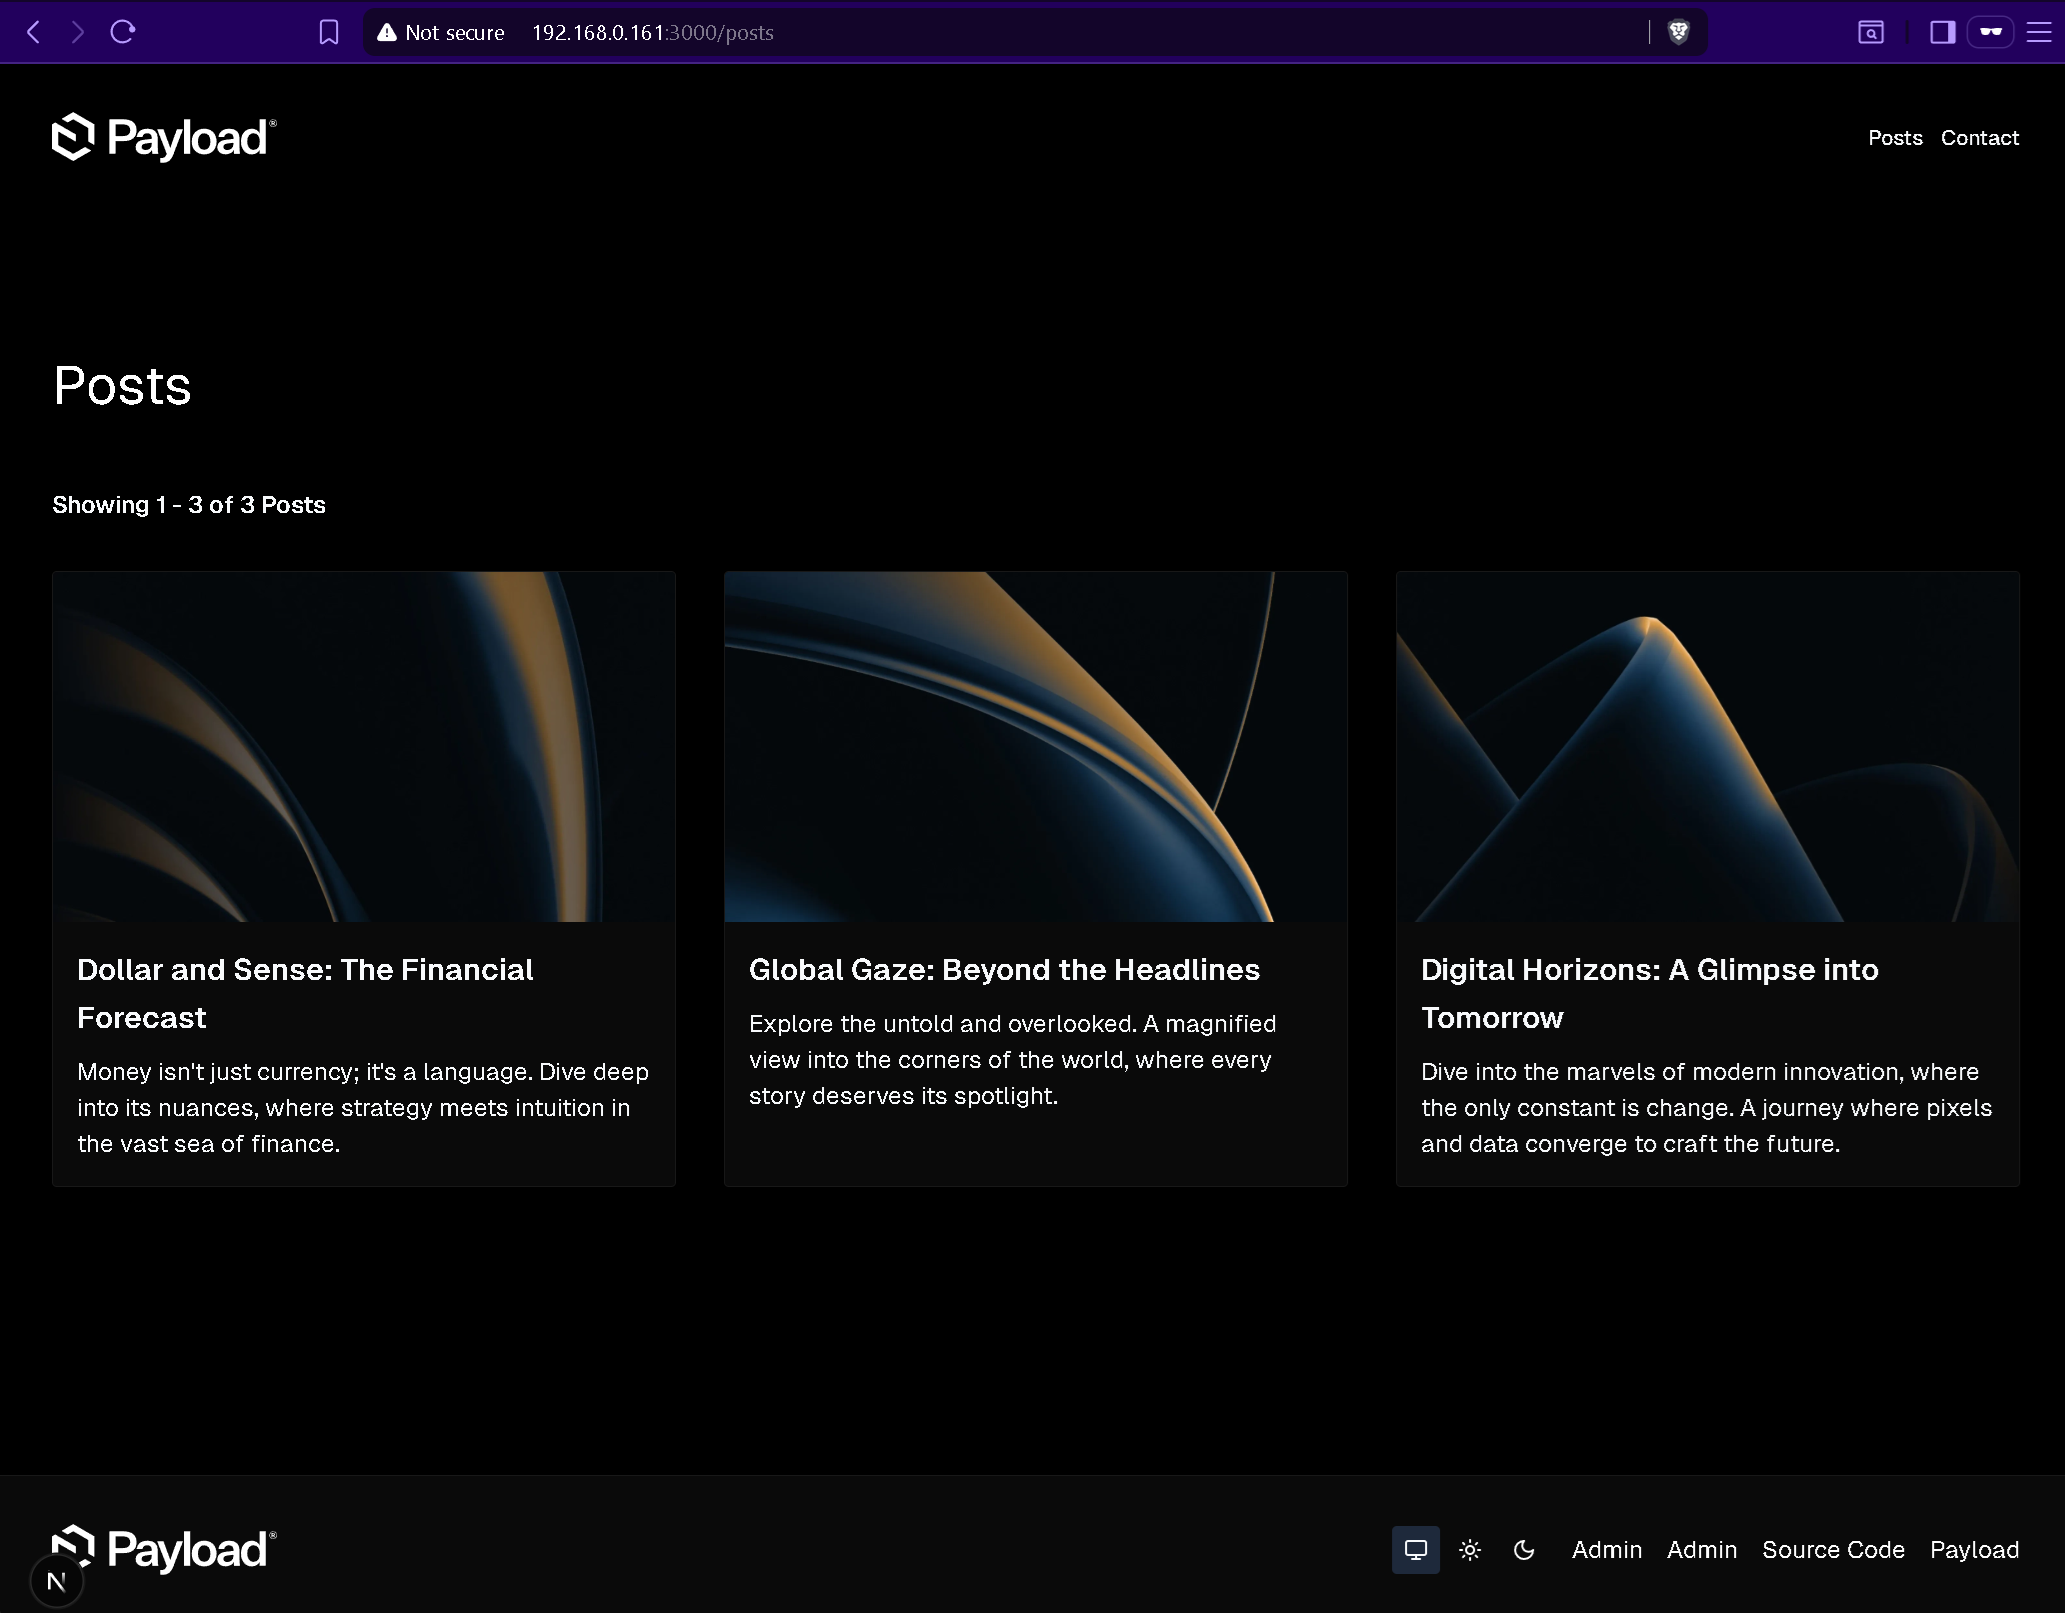 Not secure 192.168.0.161:3000/posts
Payload®
Posts Contact
Posts
Showing 1 - 3 of 3 Posts
Dollar and Sense: The Financial
Forecast
Money isn't just currency; it's a language. Dive deep
into its nuances, where strategy meets intuition in
the vast sea of finance.
Global Gaze: Beyond the Headlines
Explore the untold and overlooked. A magnified
view into the corners of the world, where every
story deserves its spotlight.
Digital Horizons: A Glimpse into
Tomorrow
Dive into the marvels of modern innovation, where
the only constant is change. A journey where pixels
and data converge to craft the future.
Payload®
N
Admin Admin Source Code Payload